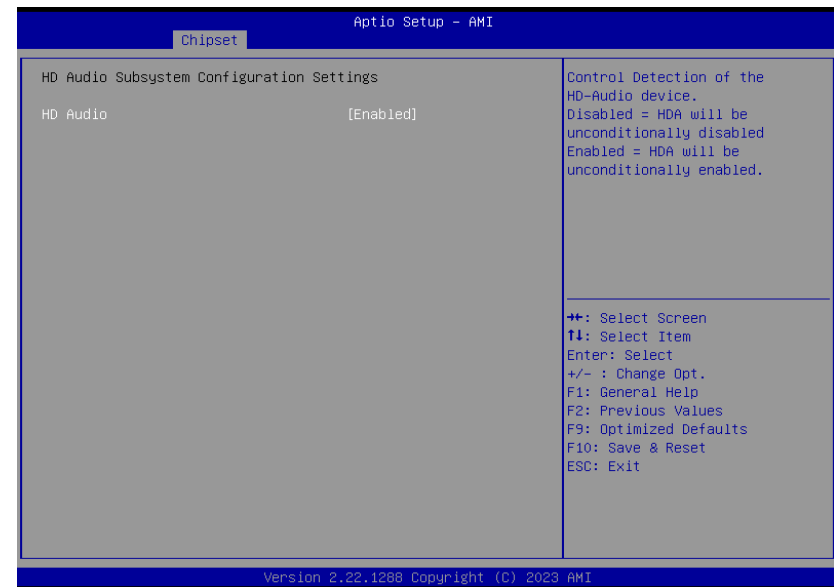 Aptio Setup – AMI
Chipset
HD Audio Subsystem Configuration Settings
HD Audio [Enabled]
Control Detection of the
HD-Audio device.
Disabled = HDA will be
unconditionally disabled
Enabled = HDA will be
unconditionally enabled.
→←: Select Screen
↑↓: Select Item
Enter: Select
+/- : Change Opt.
F1: General Help
F2: Previous Values
F9: Optimized Defaults
F10: Save & Reset
ESC: Exit
Version 2.22.1288 Copyright (C) 2023 AMI